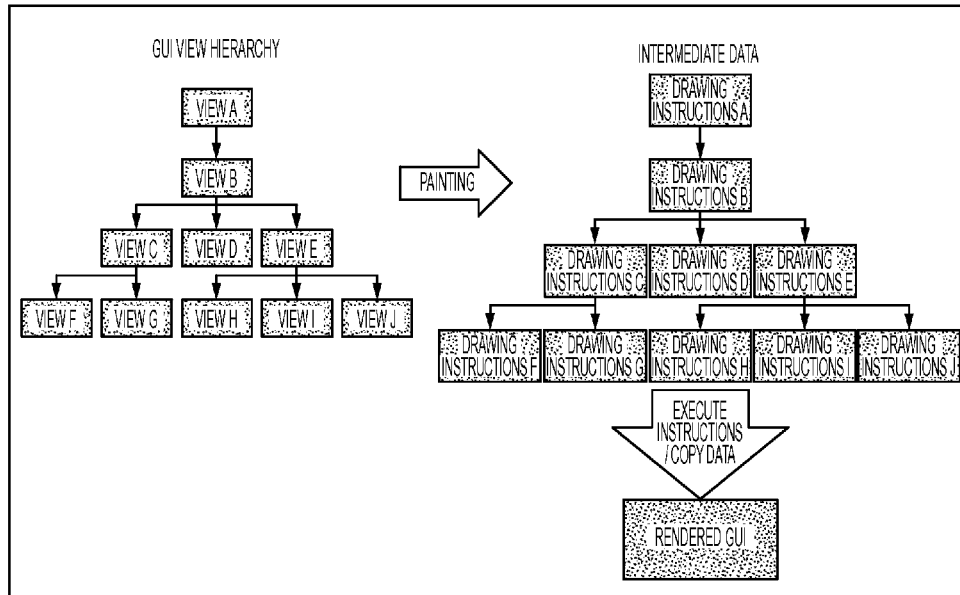 GUI VIEW HIERARCHY
VIEW A
VIEW B
VIEW C
VIEW D
VIEW E
VIEW F
VIEW G
VIEW H
VIEW I
VIEW J
PAINTING
INTERMEDIATE DATA
DRAWING
INSTRUCTIONS A
DRAWING
INSTRUCTIONS B
DRAWING
INSTRUCTIONS C
DRAWING
INSTRUCTIONS D
DRAWING
INSTRUCTIONS E
DRAWING
INSTRUCTIONS F
DRAWING
INSTRUCTIONS G
DRAWING
INSTRUCTIONS H
DRAWING
INSTRUCTIONS I
DRAWING
INSTRUCTIONS J
EXECUTE
INSTRUCTIONS
/ COPY DATA
RENDERED GUI